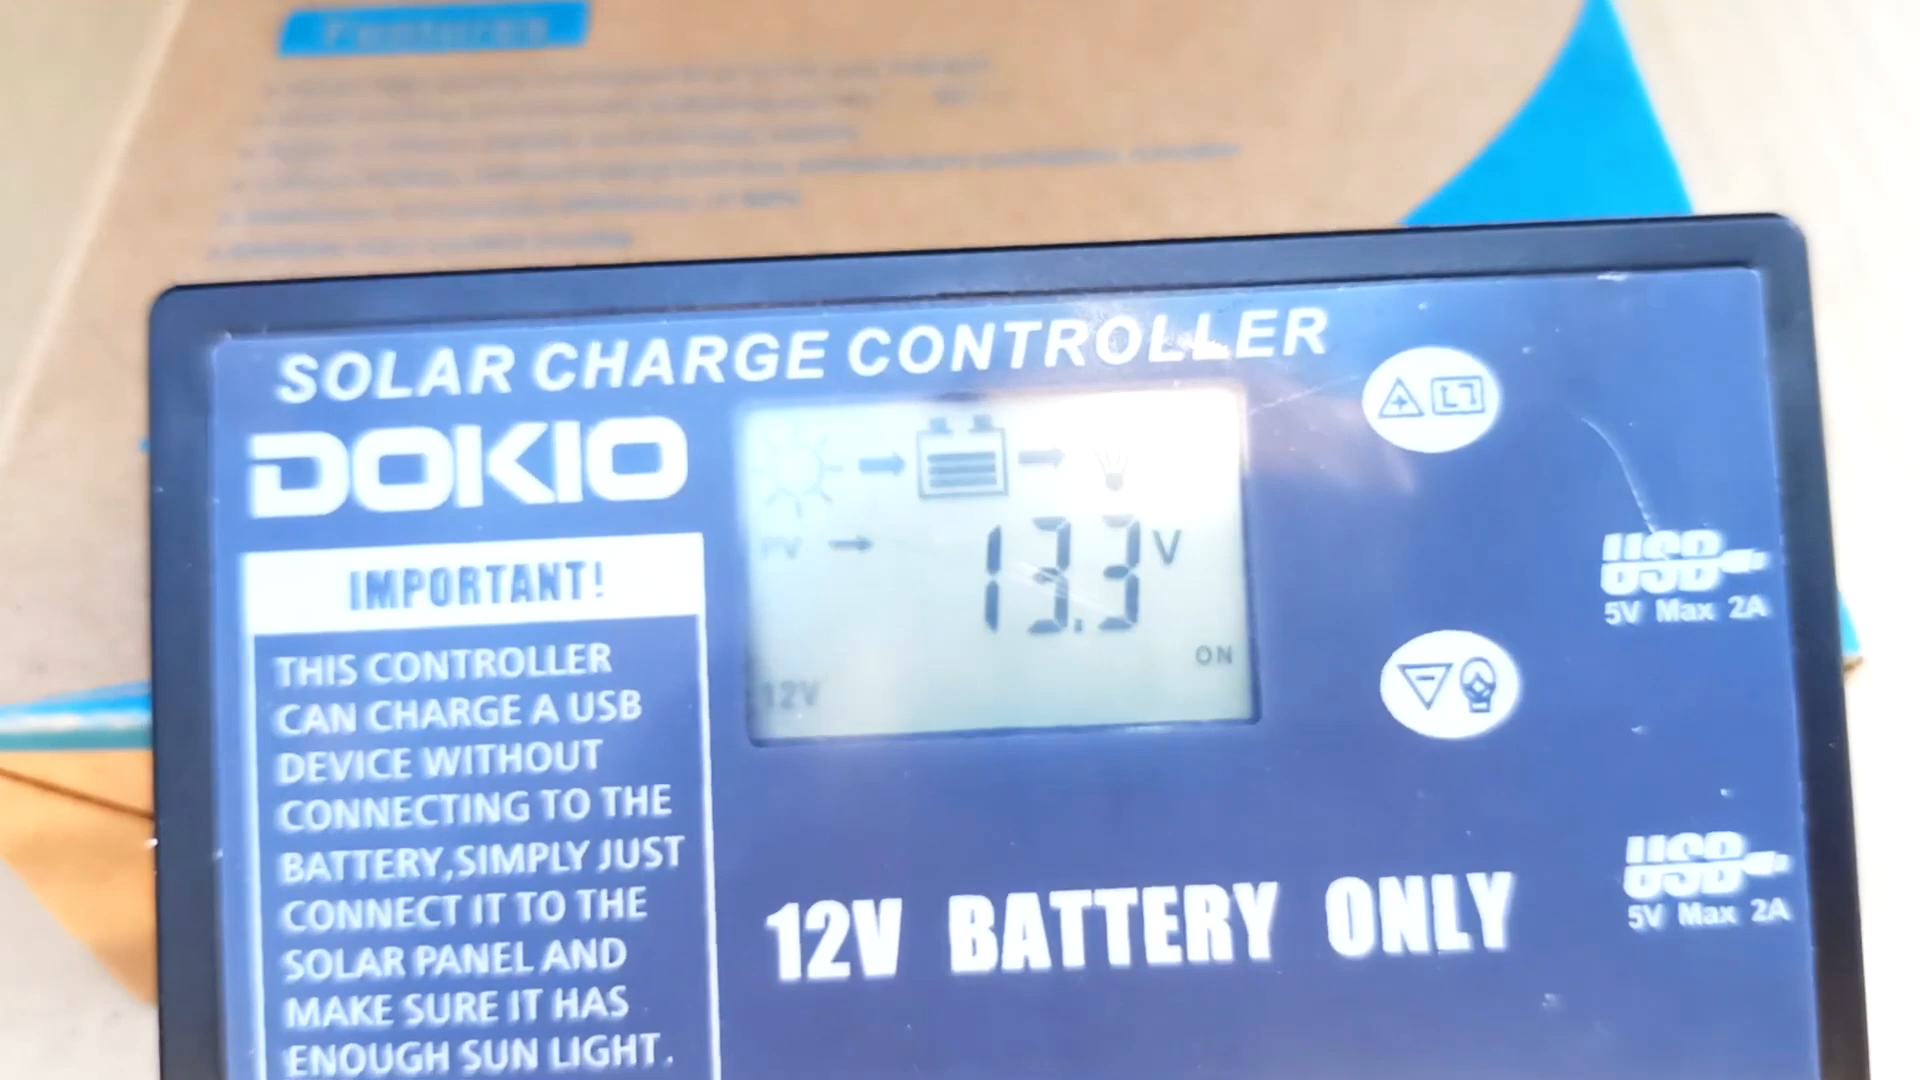 Features
SOLAR CHARGE CONTROLLER
DOKIO
IMPORTANT!
THIS CONTROLLER
CAN CHARGE A USB
DEVICE WITHOUT
CONNECTING TO THE
BATTERY,SIMPLY JUST
CONNECT IT TO THE
SOLAR PANEL AND
MAKE SURE IT HAS
ENOUGH SUN LIGHT.
PV
13.3 V
ON
12V
12V BATTERY ONLY
USB
5V Max 2A
USB
5V Max 2A